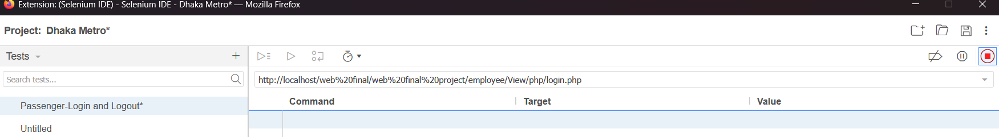 Extension: (Selenium IDE) - Selenium IDE - Dhaka Metro* — Mozilla Firefox
Project: Dhaka Metro*
Tests
Search tests...
http://localhost/web%20final/web%20final%20project/employee/View/php/login.php
Command Target Value
Passenger-Login and Logout*
Untitled